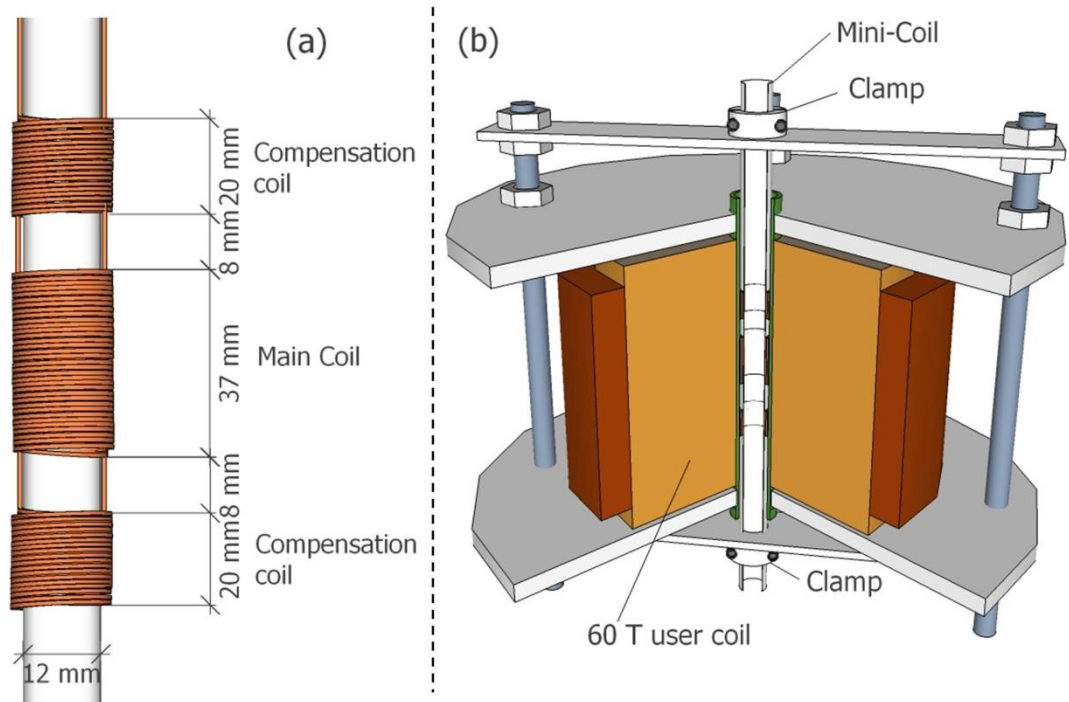 (a)
20 mm
Compensation
coil
8 mm
37 mm
Main Coil
8 mm
20 mm
Compensation
coil
12 mm
(b)
Mini-Coil
Clamp
Clamp
60 T user coil